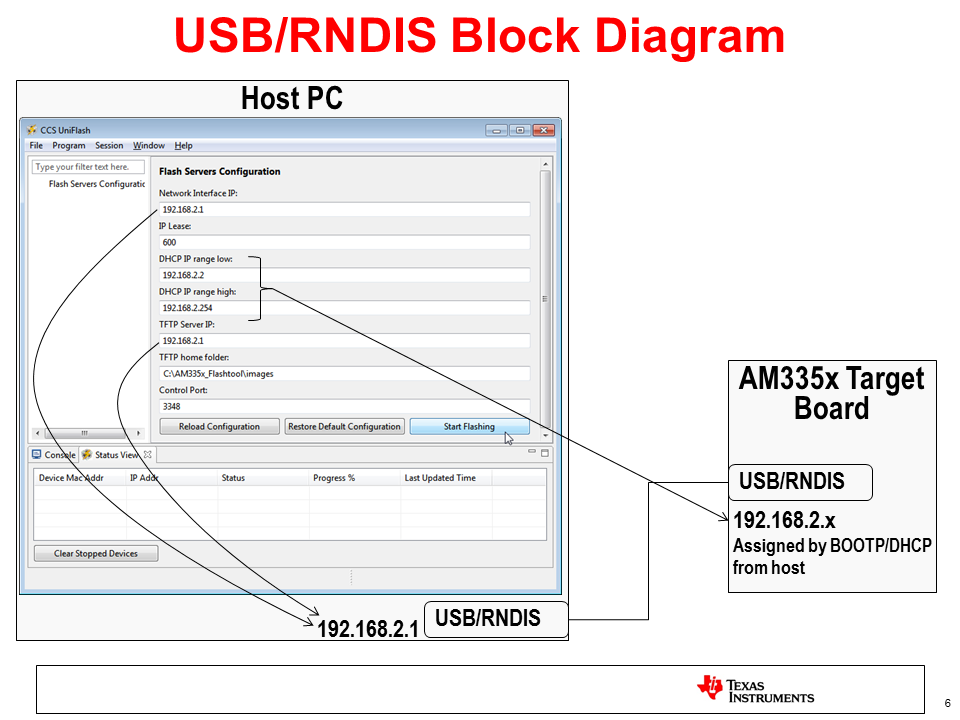 USB/RNDIS Block Diagram
Host PC
CCS UniFlash
File Program Session Window Help
Type your filter text here.
Flash Servers Configuratic
Flash Servers Configuration
Network Interface IP:
192.168.2.1
IP Lease:
600
DHCP IP range low:
192.168.2.2
DHCP IP range high:
192.168.2.254
TFTP Server IP:
192.168.2.1
TFTP home folder:
C:\AM335x_Flashtool\images
Control Port:
3348
Reload Configuration Restore Default Configuration Start Flashing
Console Status View
Device Mac Addr IP Addr Status Progress % Last Updated Time
Clear Stopped Devices
192.168.2.1 USB/RNDIS
AM335x Target
Board
USB/RNDIS
192.168.2.x
Assigned by BOOTP/DHCP
from host
TEXAS
INSTRUMENTS
6